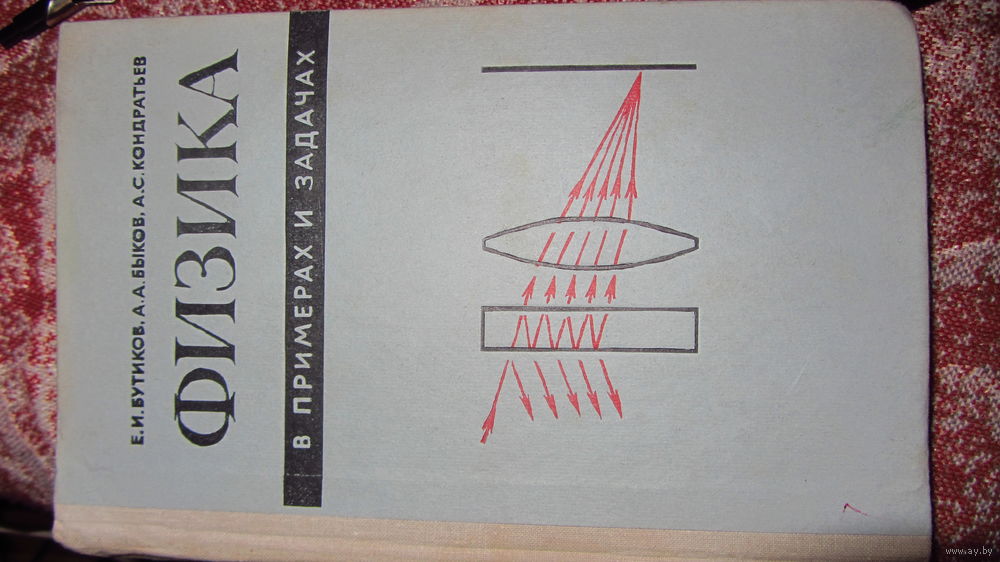 Е.И.БУТИКОВ, А.А.БЫКОВ, А.С.КОНДРАТЬЕВ
ФИЗИКА
В ПРИМЕРАХ И ЗАДАЧАХ
www.ay.by